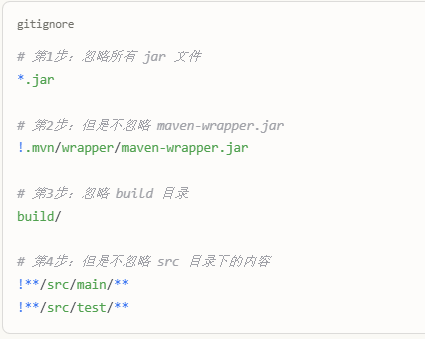 gitignore
# 第1步：忽略所有 jar 文件
*.jar
# 第2步：但是不忽略 maven-wrapper.jar
!.mvn/wrapper/maven-wrapper.jar
# 第3步：忽略 build 目录
build/
# 第4步：但是不忽略 src 目录下的内容
!**/src/main/**
!**/src/test/**